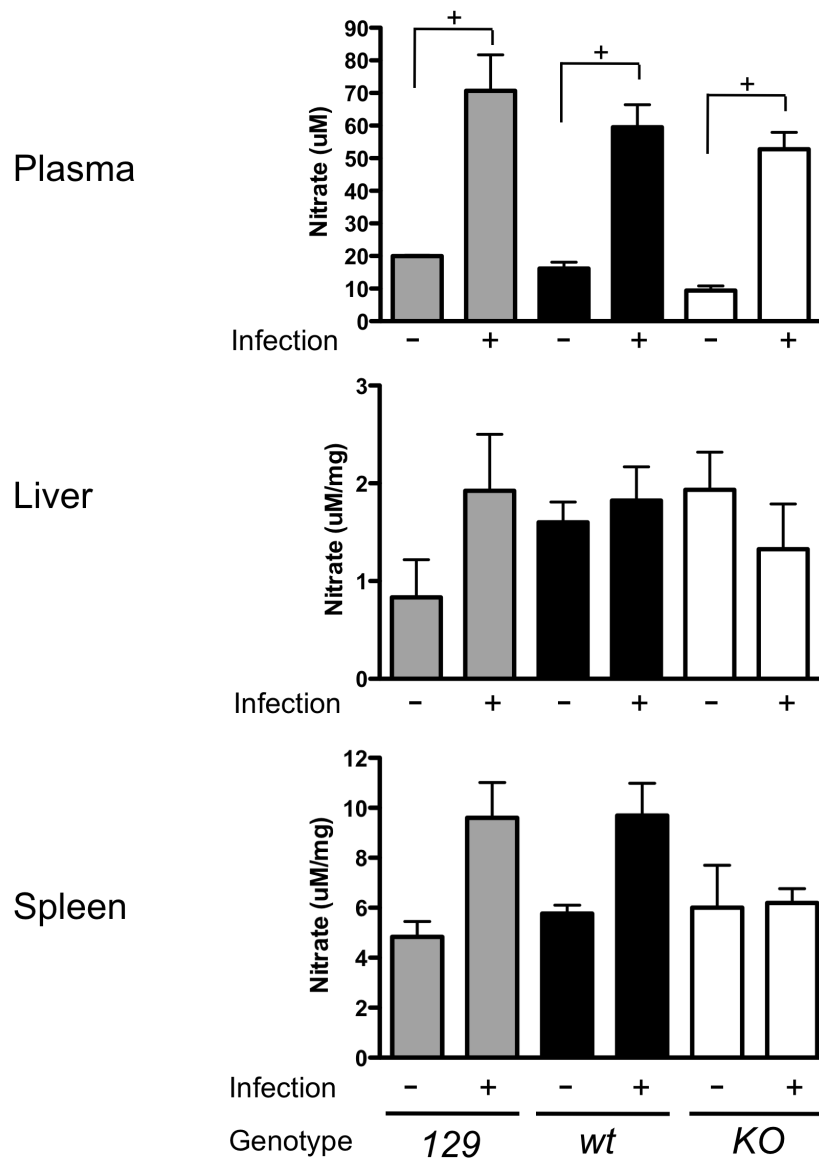 +
+
+
90
80
70
60
50
40
30
20
10
0
Nitrate (uM)
Plasma
Infection - + - + - +
3
2
1
0
Nitrate (uM/mg)
Liver
Infection - + - + - +
12
10
8
6
4
2
0
Nitrate (uM/mg)
Spleen
Infection - + - + - +
Genotype 129 wt KO